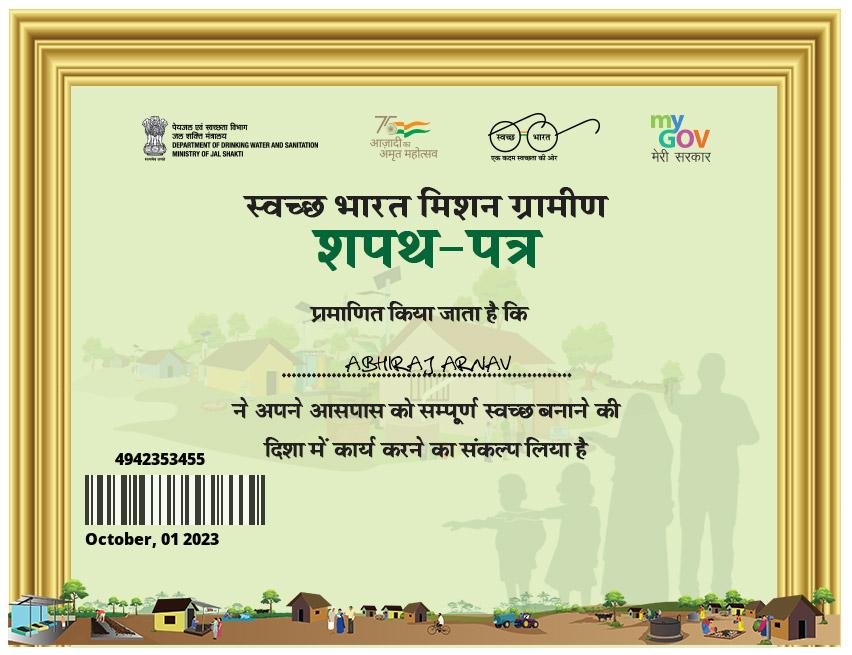 पेयजल एवं स्वच्छता विभाग
जल शक्ति मंत्रालय
DEPARTMENT OF DRINKING WATER AND SANITATION
MINISTRY OF JAL SHAKTI
सत्यमेव जयते
75
आज़ादी का
अमृत महोत्सव
स्वच्छ भारत
एक कदम स्वच्छता की ओर
my
GOV
मेरी सरकार
स्वच्छ भारत मिशन ग्रामीण
शपथ-पत्र
प्रमाणित किया जाता है कि
ABHIRAJ ARNAV
ने अपने आसपास को सम्पूर्ण स्वच्छ बनाने की
दिशा में कार्य करने का संकल्प लिया है
4942353455
October, 01 2023